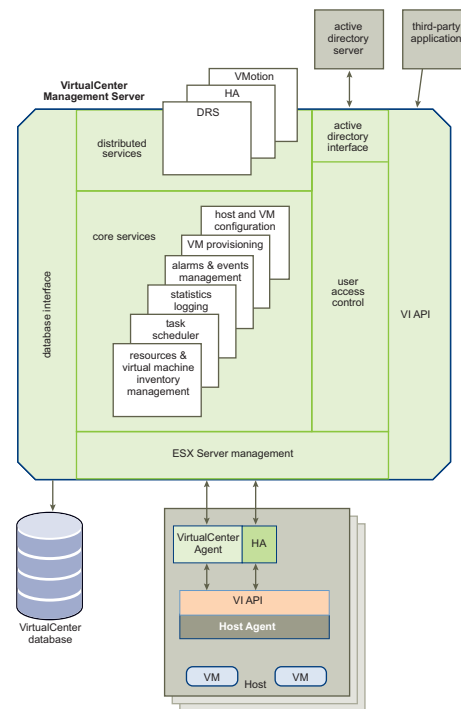 active
directory
server
third-party
application
VirtualCenter
Management Server
VMotion
HA
DRS
distributed
services
active
directory
interface
core services
host and VM
configuration
VM provisioning
alarms & events
management
statistics
logging
task
scheduler
resources &
virtual machine
inventory
management
database interface
user
access
control
VI API
ESX Server management
VirtualCenter
Agent
HA
VI API
Host Agent
VM
Host
VM
VirtualCenter
database